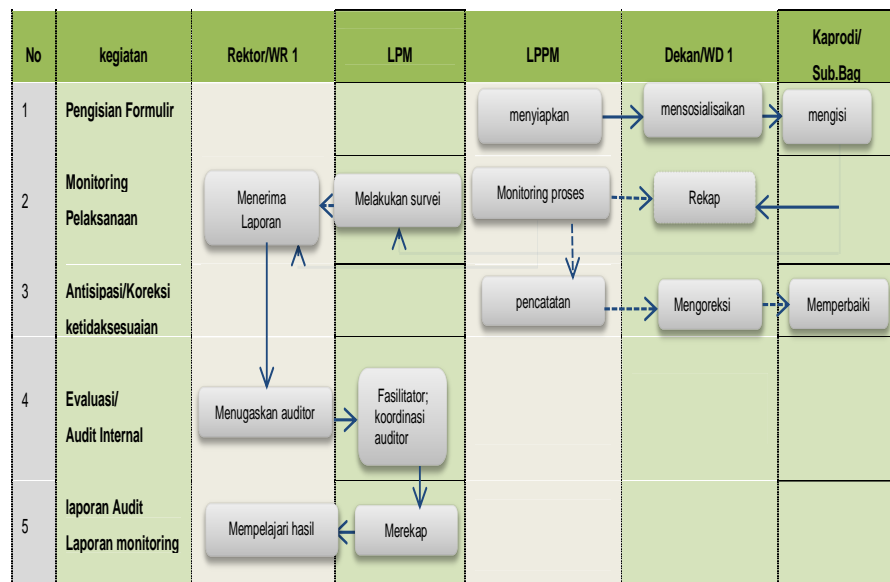 No
kegiatan
Rektor/WR 1
LPM
LPPM
Dekan/WD 1
Kaprodi/
Sub.Bag
1
Pengisian Formulir
menyiapkan
mensosialisaikan
mengisi
2
Monitoring
Pelaksanaan
Menerima
Laporan
Melakukan survei
Monitoring proses
Rekap
3
Antisipasi/Koreksi
ketidaksesuaian
pencatatan
Mengoreksi
Memperbaiki
4
Evaluasi/
Audit Internal
Menugaskan auditor
Fasilitator;
koordinasi
auditor
5
laporan Audit
Laporan monitoring
Mempelajari hasil
Merekap